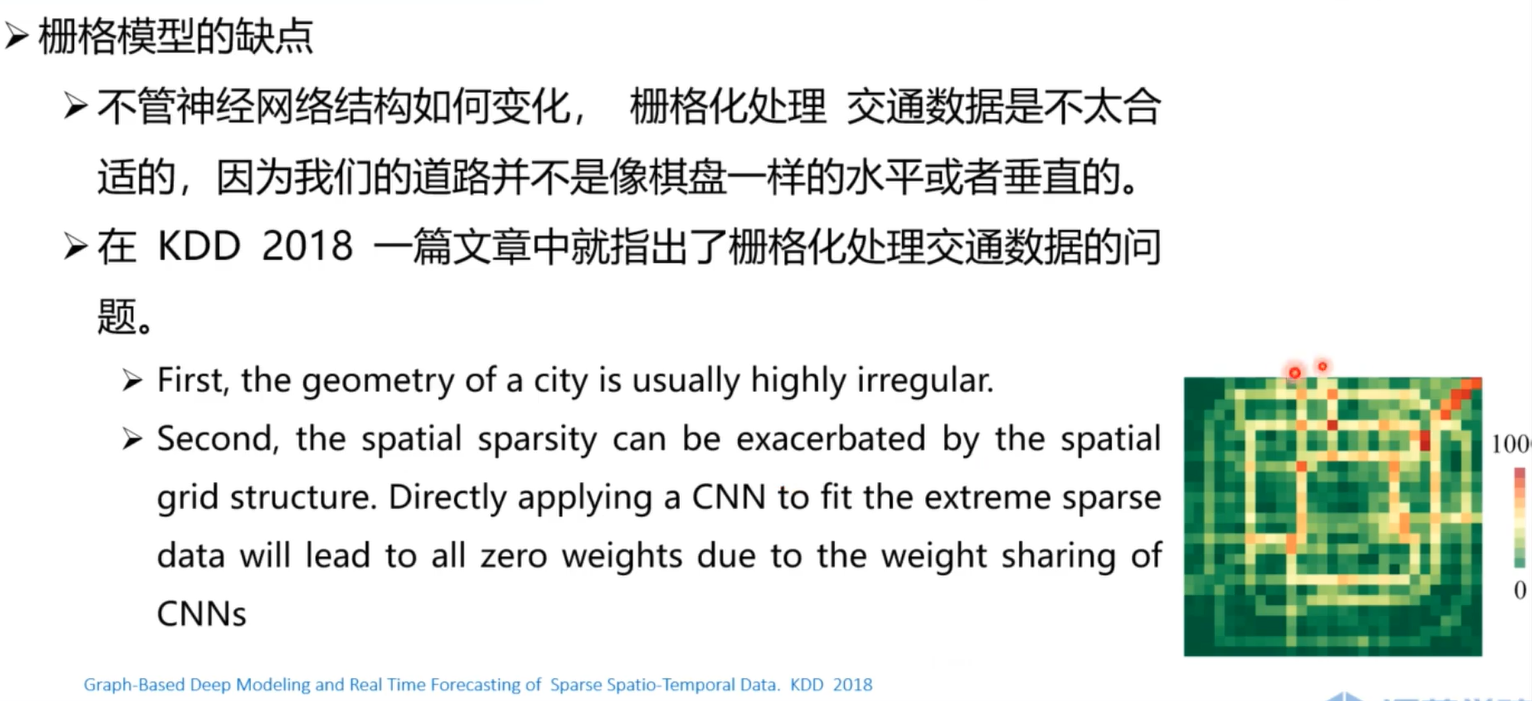 栅格模型的缺点
不管神经网络结构如何变化， 栅格化处理 交通数据是不太合
适的，因为我们的道路并不是像棋盘一样的水平或者垂直的。
在 KDD 2018 一篇文章中就指出了栅格化处理交通数据的问
题。
First, the geometry of a city is usually highly irregular.
Second, the spatial sparsity can be exacerbated by the spatial
grid structure. Directly applying a CNN to fit the extreme sparse
data will lead to all zero weights due to the weight sharing of
CNNs
100
0
Graph-Based Deep Modeling and Real Time Forecasting of Sparse Spatio-Temporal Data. KDD 2018